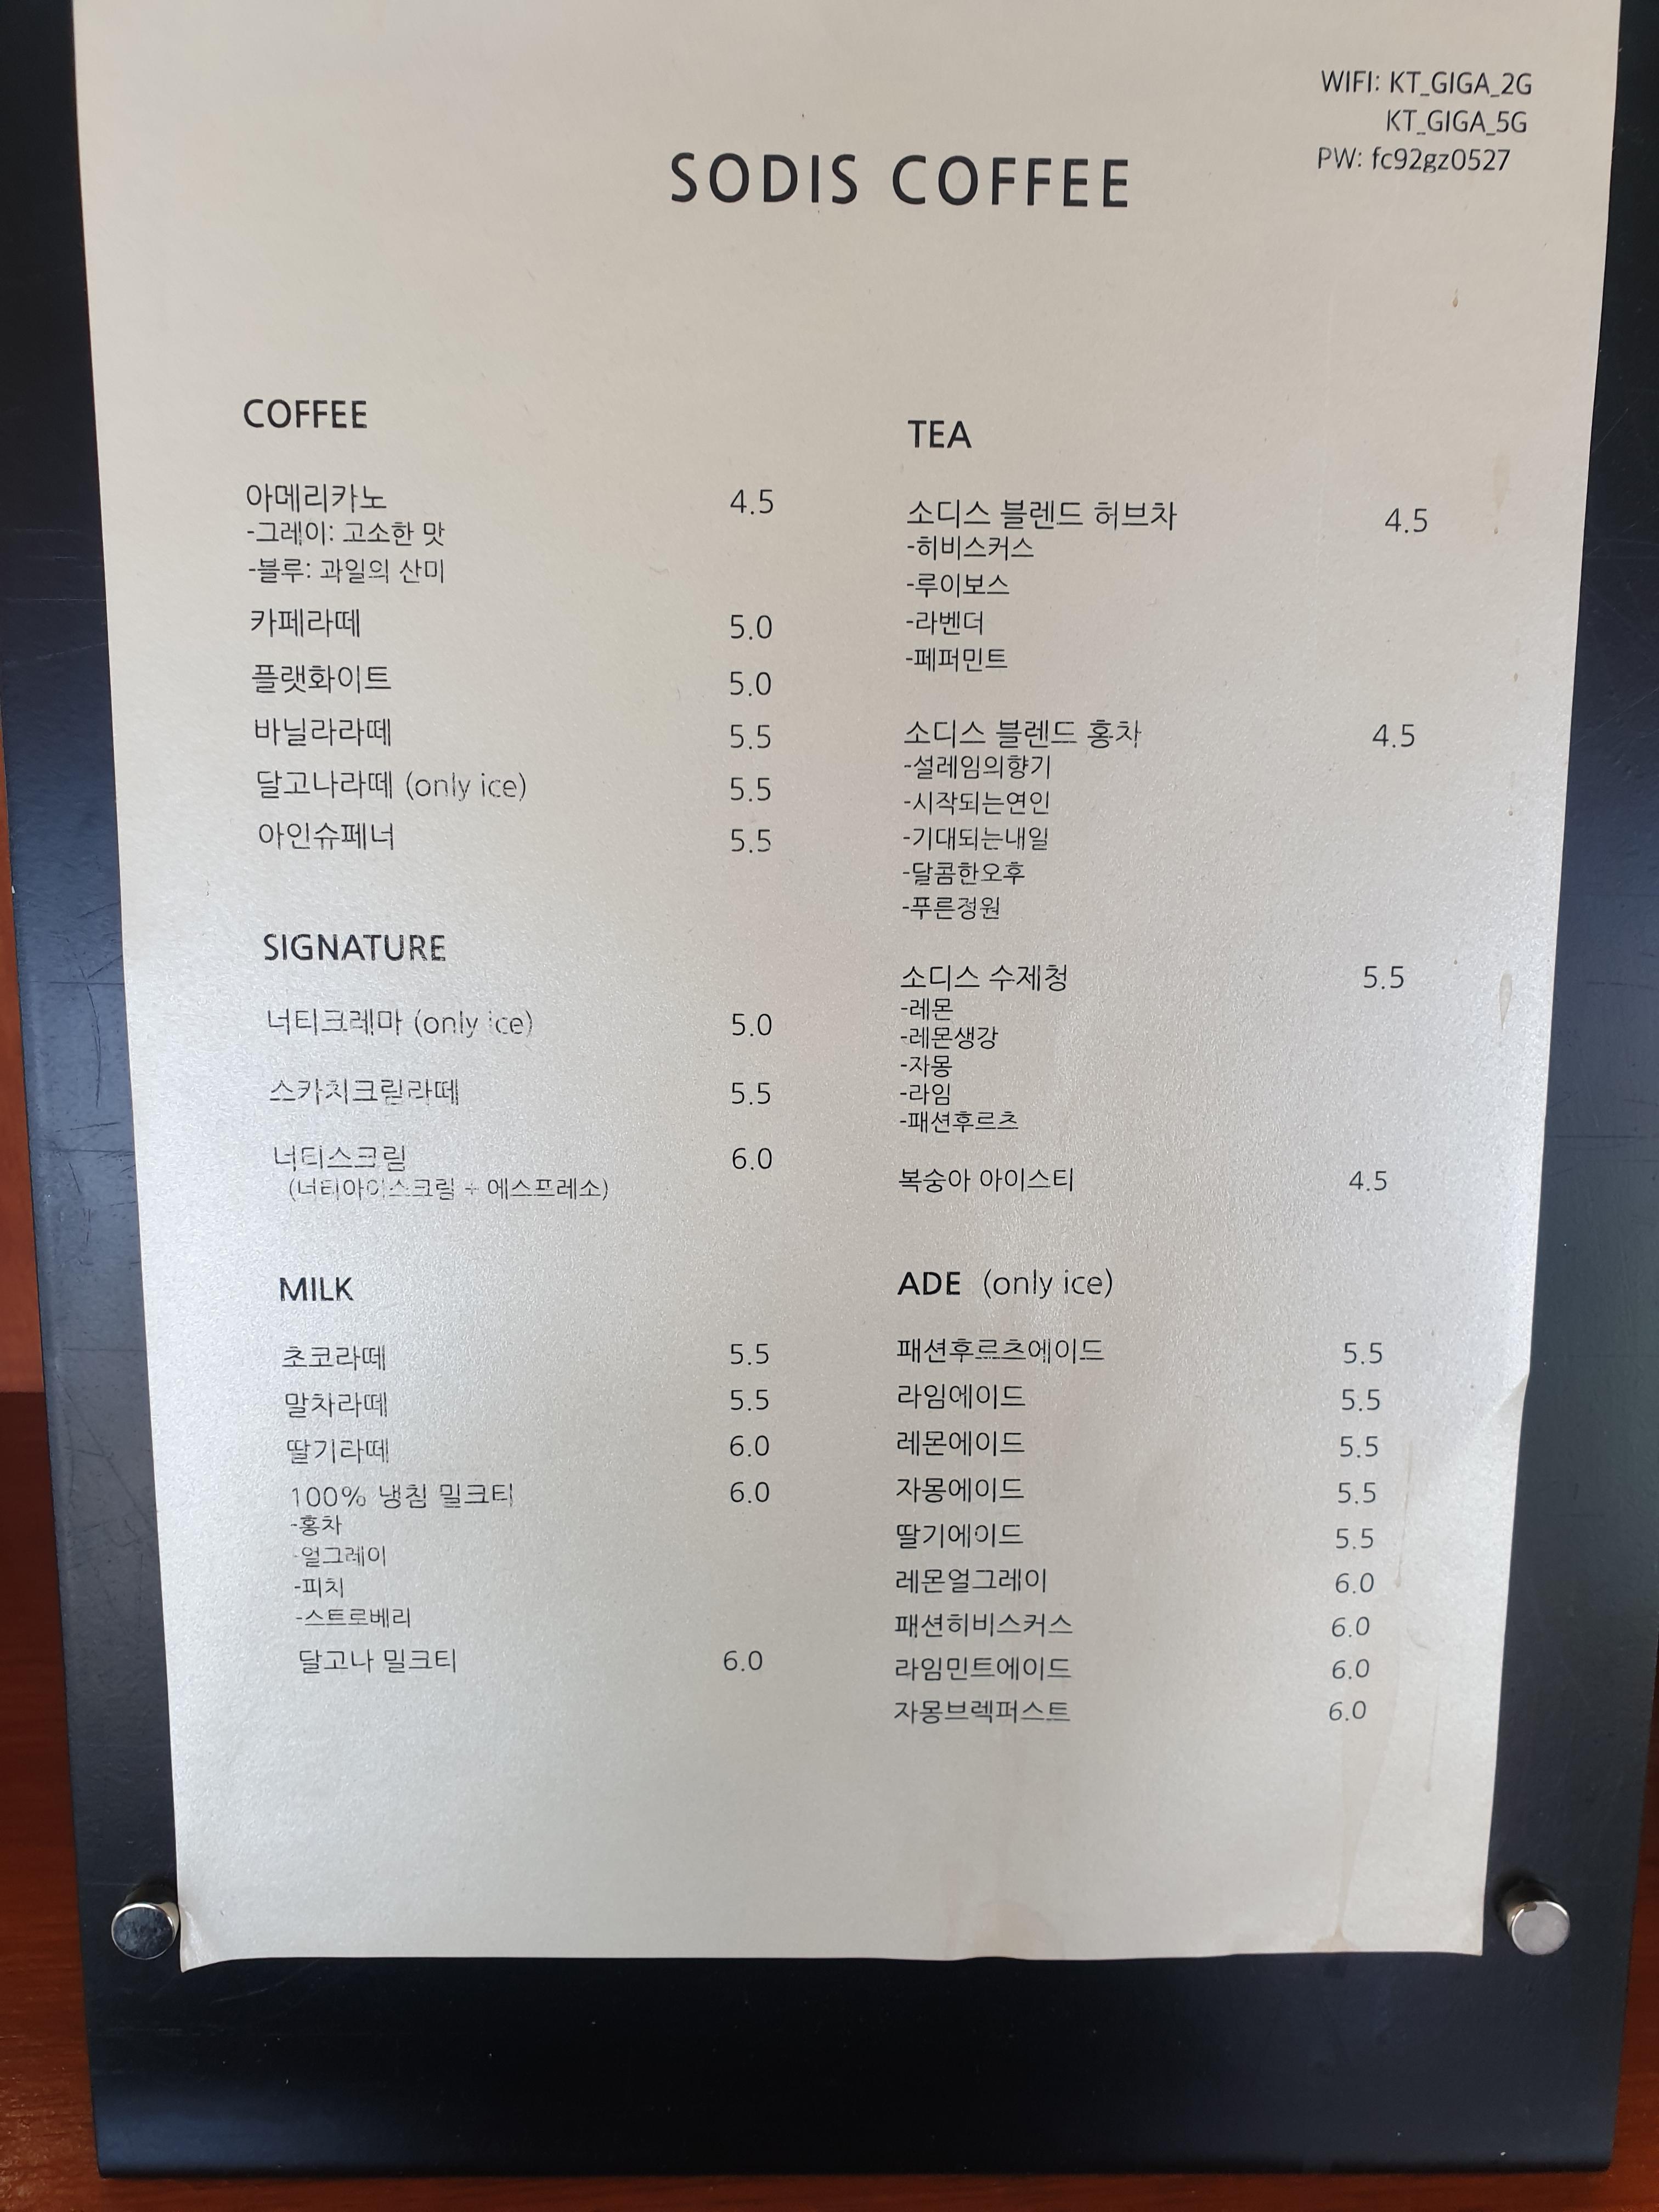 WIFI: KT_GIGA_2G
KT_GIGA_5G
PW: fc92gz0527
SODIS COFFEE
COFFEE
아메리카노 4.5
-그레이: 고소한 맛
-블루: 과일의 산미
카페라떼 5.0
플랫화이트 5.0
바닐라라떼 5.5
달고나라떼 (only ice) 5.5
아인슈페너 5.5
SIGNATURE
너티크레마 (only ice) 5.0
스카치크림라떼 5.5
너티스크림 6.0
(너티아이스크림 + 에스프레소)
MILK
초코라떼 5.5
말차라떼 5.5
딸기라떼 6.0
100% 냉침 밀크티 6.0
-홍차
-얼그레이
-피치
-스트로베리
달고나 밀크티 6.0
TEA
소디스 블렌드 허브차 4.5
-히비스커스
-루이보스
-라벤더
-페퍼민트
소디스 블렌드 홍차 4.5
-설레임의향기
-시작되는연인
-기대되는내일
-달콤한오후
-푸른정원
소디스 수제청 5.5
-레몬
-레몬생강
-자몽
-라임
-패션후르츠
복숭아 아이스티 4.5
ADE (only ice)
패션후르츠에이드 5.5
라임에이드 5.5
레몬에이드 5.5
자몽에이드 5.5
딸기에이드 5.5
레몬얼그레이 6.0
패션히비스커스 6.0
라임민트에이드 6.0
자몽브렉퍼스트 6.0